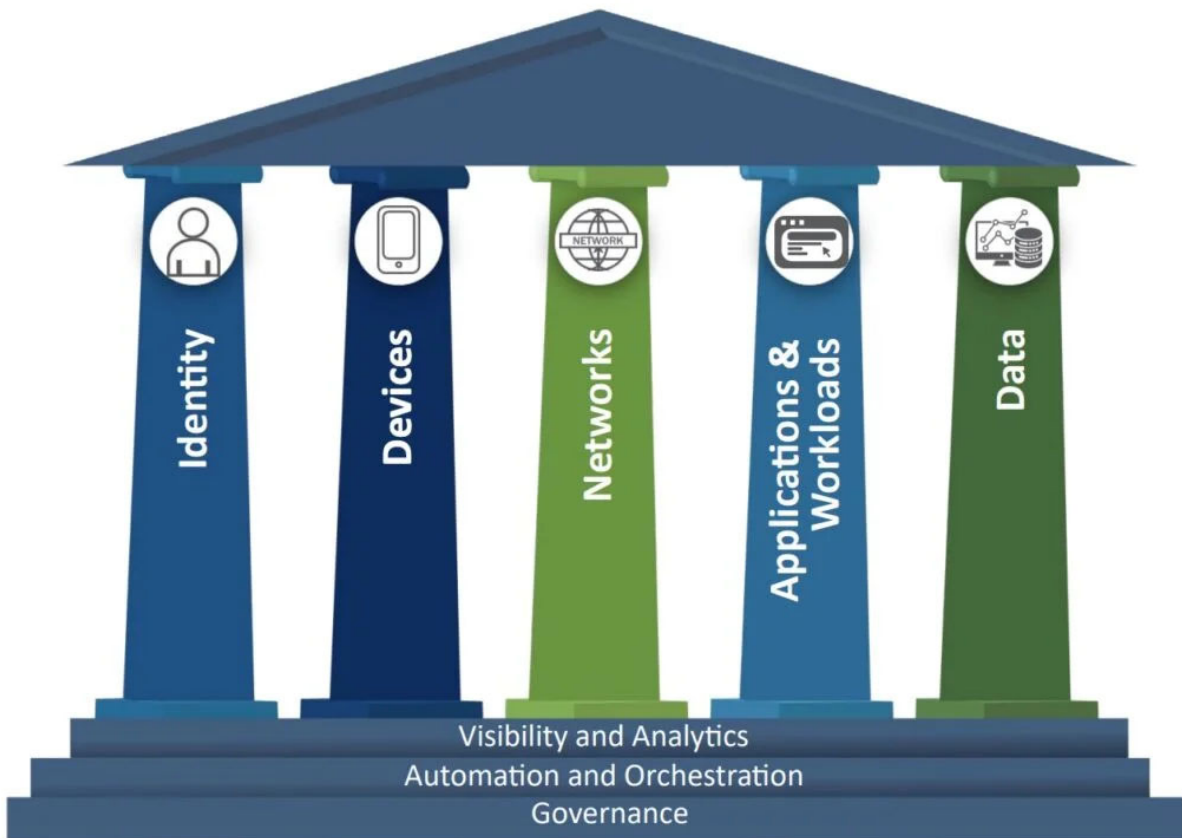 NETWORK
Identity
Devices
Networks
Applications &
Workloads
Data
Visibility and Analytics
Automation and Orchestration
Governance